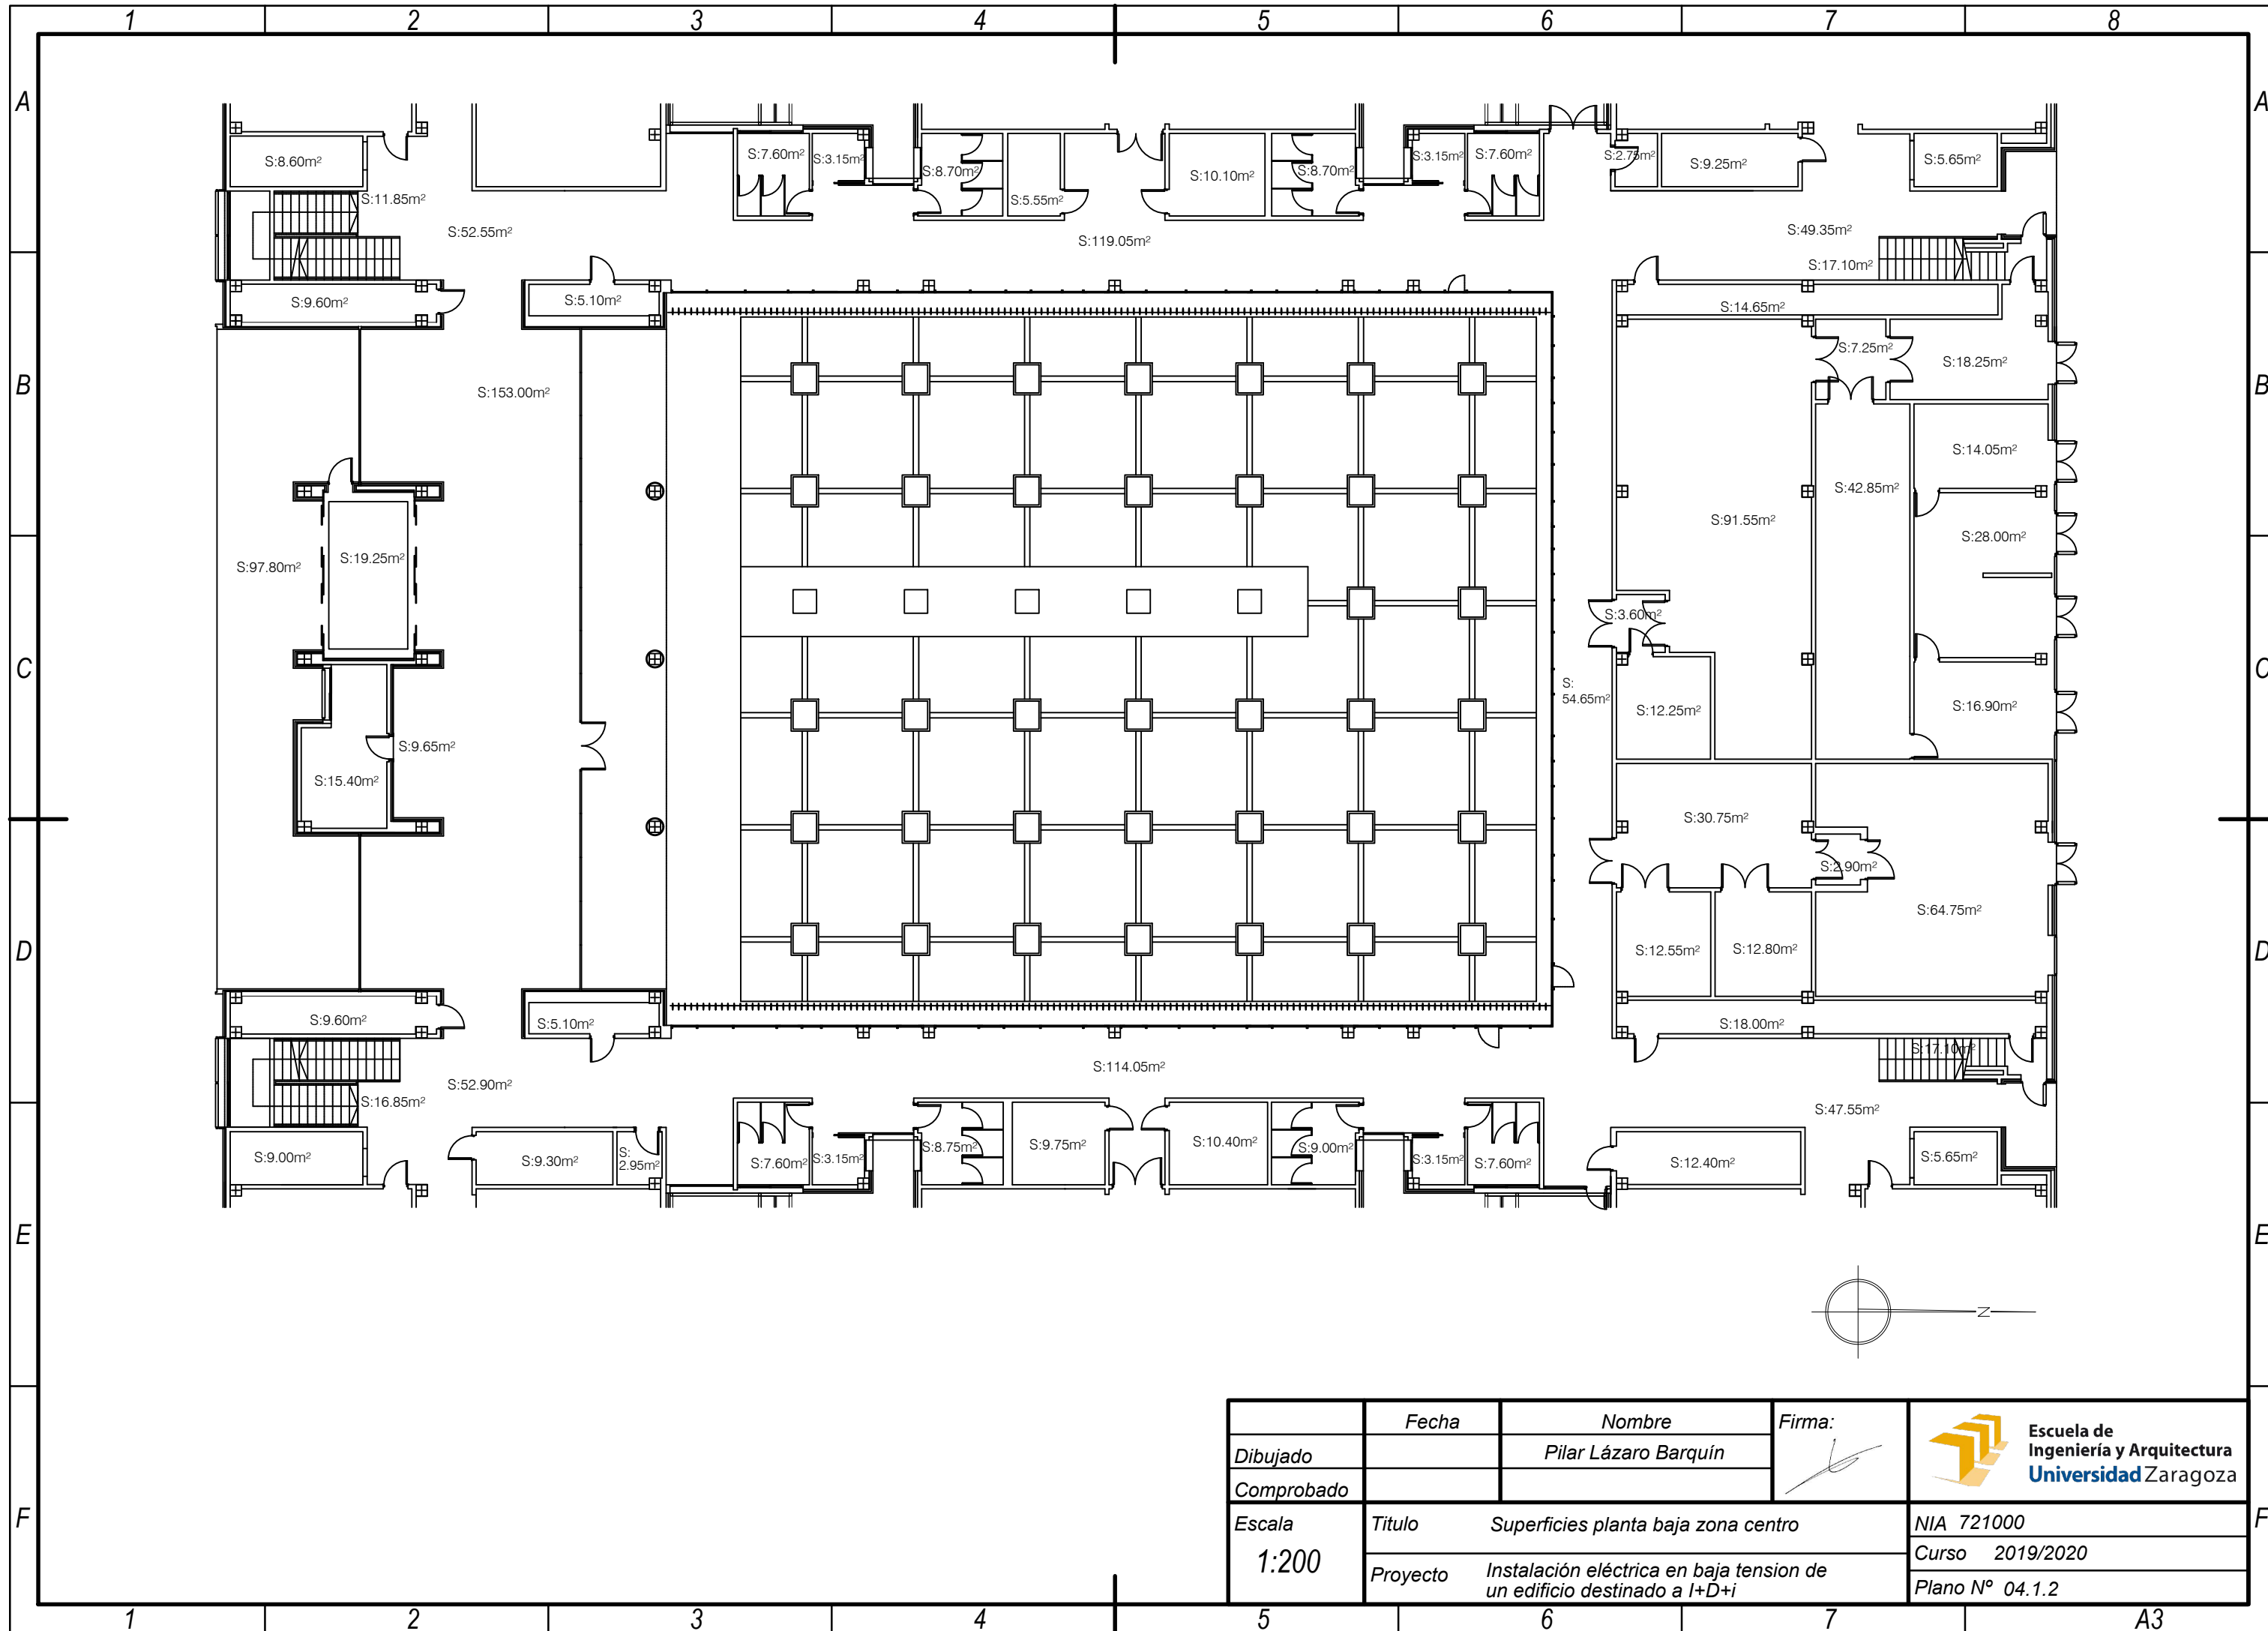 1 2 3 4 5 6 7 8
A A
S:8.60m²
S:7.60m²
S:3.15m²
S:8.70m²
S:5.55m²
S:10.10m²
S:8.70m²
S:3.15m²
S:7.60m²
S:2.75m²
S:9.25m²
S:5.65m²
S:11.85m²
S:52.55m²
S:119.05m²
S:49.35m²
S:17.10m²
S:9.60m²
S:5.10m²
S:14.65m²
B B
S:7.25m²
S:18.25m²
S:153.00m²
S:14.05m²
S:42.85m²
S:91.55m²
S:28.00m²
S:97.80m²
S:19.25m²
S:3.60m²
C C
S:
54.65m²
S:12.25m²
S:16.90m²
S:9.65m²
S:15.40m²
S:30.75m²
S:2.90m²
S:64.75m²
D D
S:12.55m²
S:12.80m²
S:9.60m²
S:5.10m²
S:18.00m²
S:17.10m²
S:114.05m²
S:52.90m²
S:16.85m²
S:47.55m²
S:9.00m²
S:9.30m²
S:
2.95m²
S:7.60m²
S:3.15m²
S:8.75m²
S:9.75m²
S:10.40m²
S:9.00m²
S:3.15m²
S:7.60m²
S:12.40m²
S:5.65m²
E E
N
Fecha Nombre Firma:
Dibujado Pilar Lázaro Barquín
Comprobado
Escuela de
Ingeniería y Arquitectura
Universidad Zaragoza
F F
Escala
1:200
Titulo Superficies planta baja zona centro
Proyecto Instalación eléctrica en baja tension de
un edificio destinado a I+D+i
NIA 721000
Curso 2019/2020
Plano Nº 04.1.2
1 2 3 4 5 6 7 A3